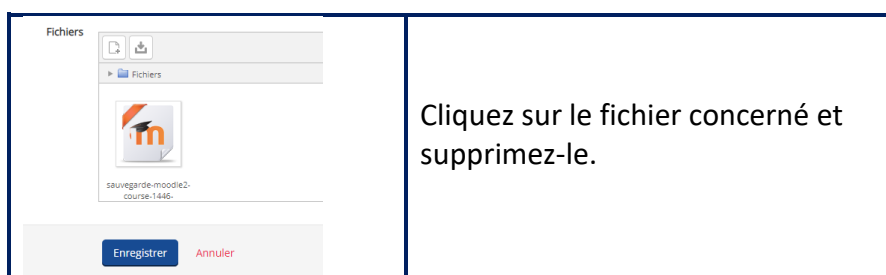 Fichiers
Fichiers
sauvegarde-moodle2-
course-1446-
Enregistrer Annuler
Cliquez sur le fichier concerné et
supprimez-le.